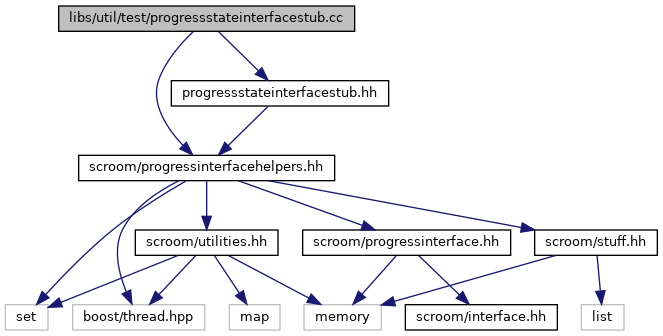 libs/util/test/progressstateinterfacestub.cc
progressstateinterfacestub.hh
scroom/progressinterfacehelpers.hh
scroom/utilities.hh
scroom/progressinterface.hh
scroom/stuff.hh
set
boost/thread.hpp
map
memory
scroom/interface.hh
list